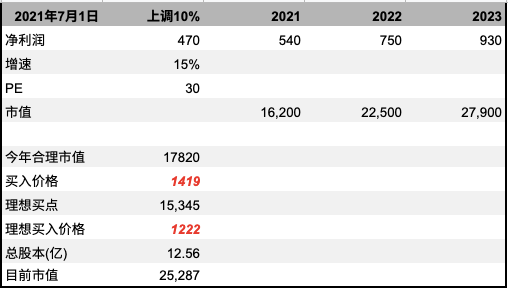 2021年7月1日 上调10% 2021 2022 2023
净利润 470 540 750 930
增速 15%
PE 30
市值 16,200 22,500 27,900
今年合理市值 17820
买入价格 1419
理想买点 15,345
理想买入价格 1222
总股本(亿) 12.56
目前市值 25,287